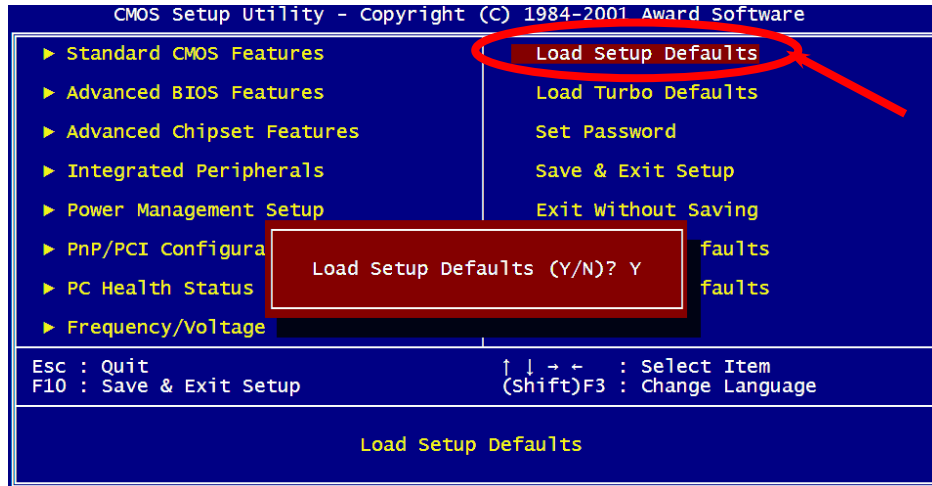 CMOS Setup Utility - Copyright (C) 1984-2001 Award Software
▶ Standard CMOS Features
▶ Advanced BIOS Features
▶ Advanced Chipset Features
▶ Integrated Peripherals
▶ Power Management Setup
▶ PnP/PCI Configura
▶ PC Health Status
▶ Frequency/Voltage
Load Setup Defaults
Load Turbo Defaults
Set Password
Save & Exit Setup
Exit Without Saving
faults
faults
Load Setup Defaults (Y/N)? Y
Esc : Quit
F10 : Save & Exit Setup
↑ ↓ → ← : Select Item
(Shift)F3 : Change Language
Load Setup Defaults